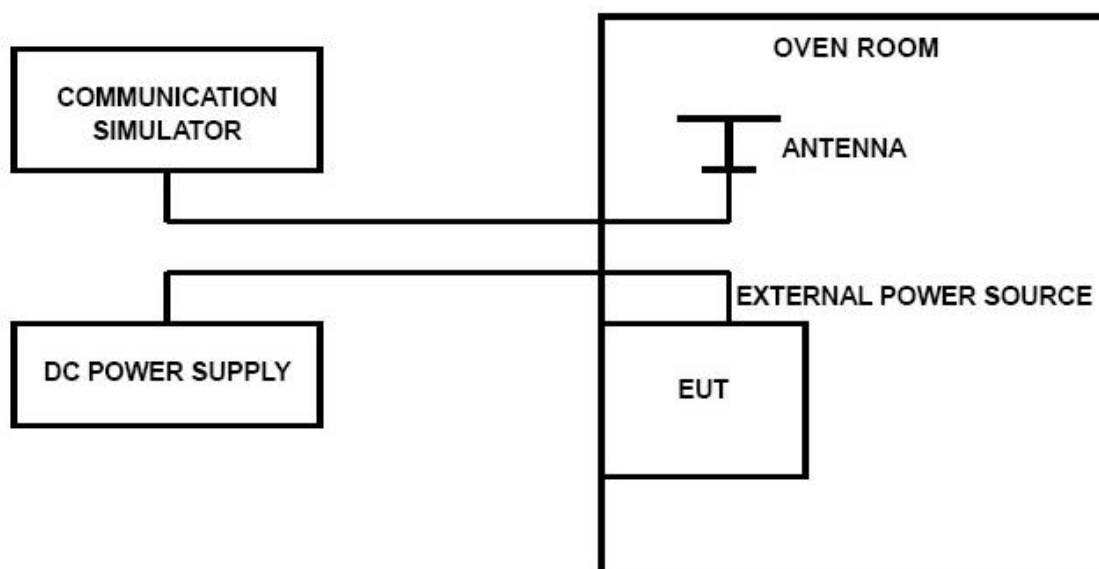 OVEN ROOM
COMMUNICATION
SIMULATOR
ANTENNA
EXTERNAL POWER SOURCE
DC POWER SUPPLY
EUT